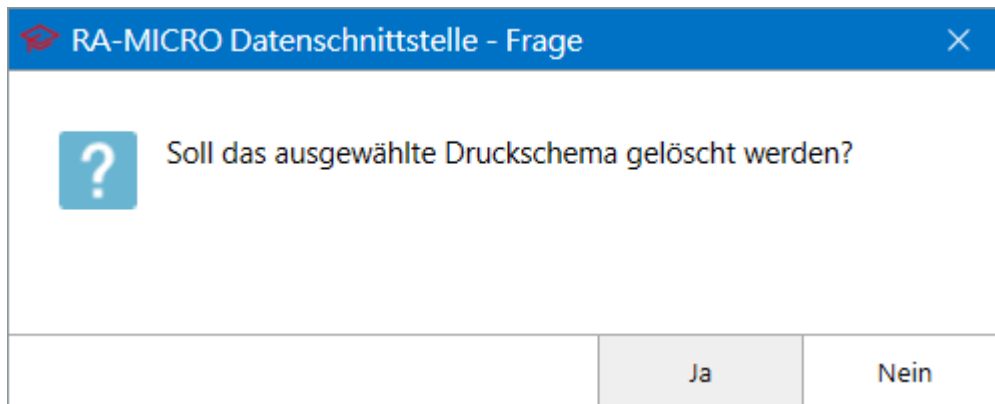 RA-MICRO Datenschnittstelle - Frage
Soll das ausgewählte Druckschema gelöscht werden?
Ja
Nein